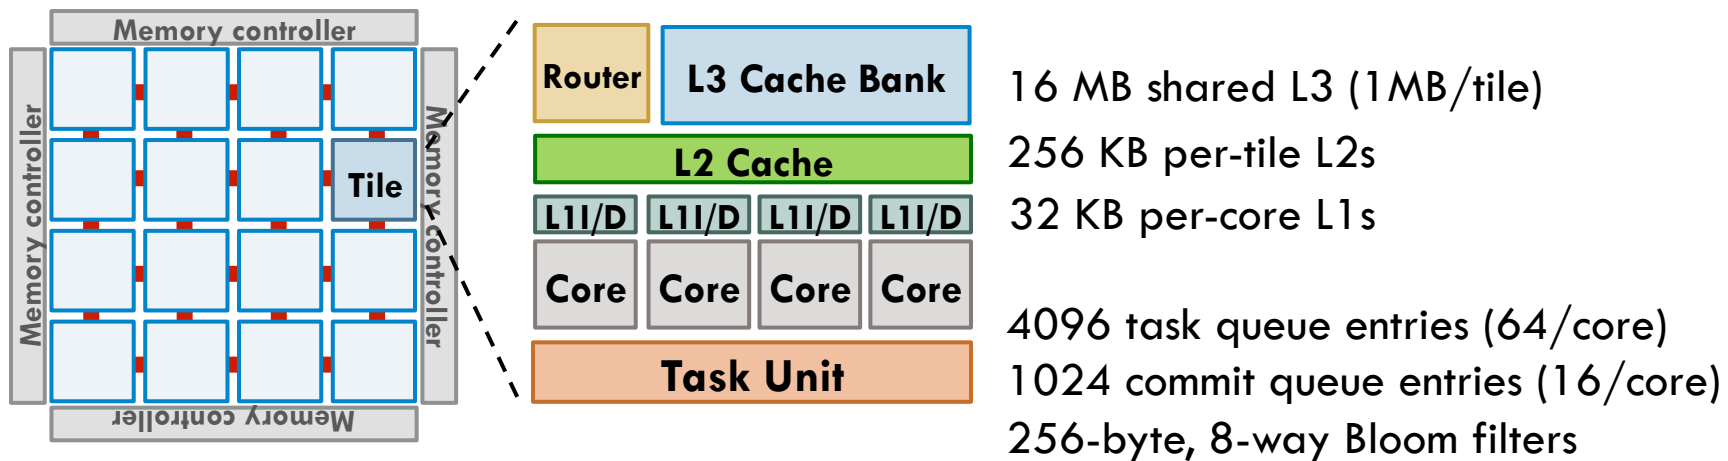 Memory controller
Memory controller
Memory controller
Memory controller
Tile
Router
L3 Cache Bank
L2 Cache
L1I/D L1I/D L1I/D L1I/D
Core Core Core Core
Task Unit
16 MB shared L3 (1MB/tile)
256 KB per-tile L2s
32 KB per-core L1s
4096 task queue entries (64/core)
1024 commit queue entries (16/core)
256-byte, 8-way Bloom filters